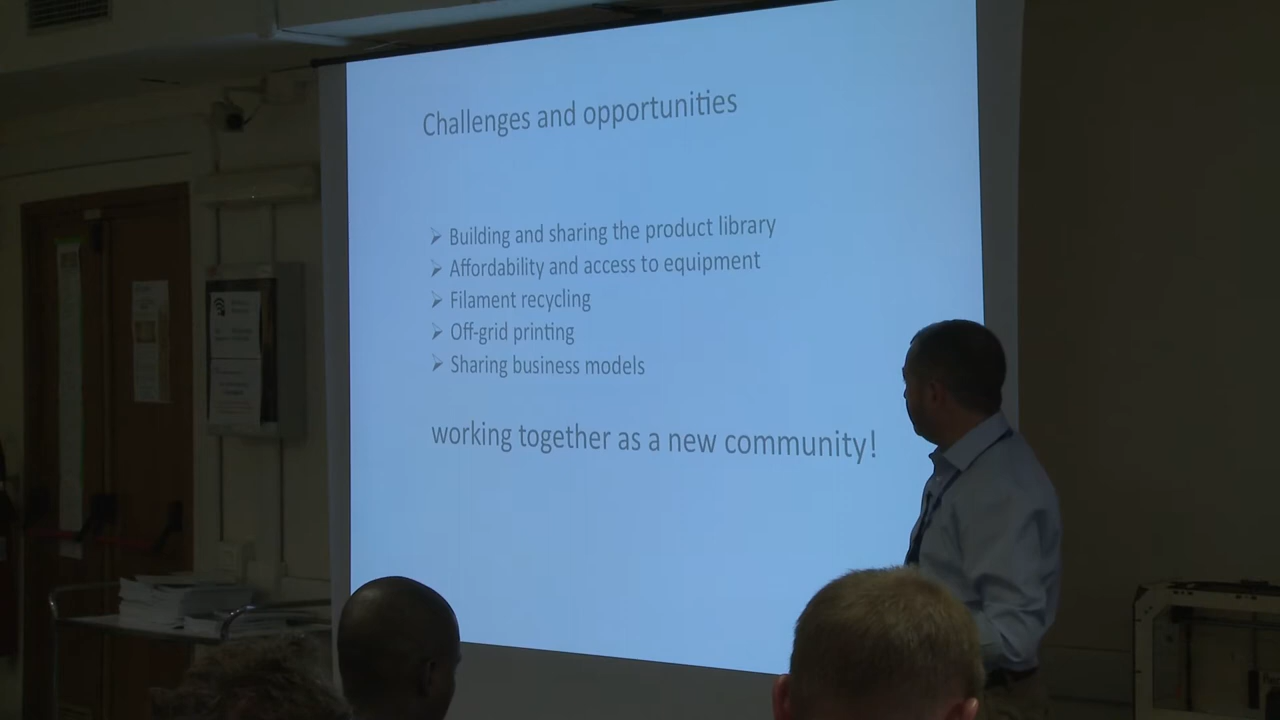 Challenges and opportunities
➢ Building and sharing the product library
➢ Affordability and access to equipment
➢ Filament recycling
➢ Off-grid printing
➢ Sharing business models
working together as a new community!